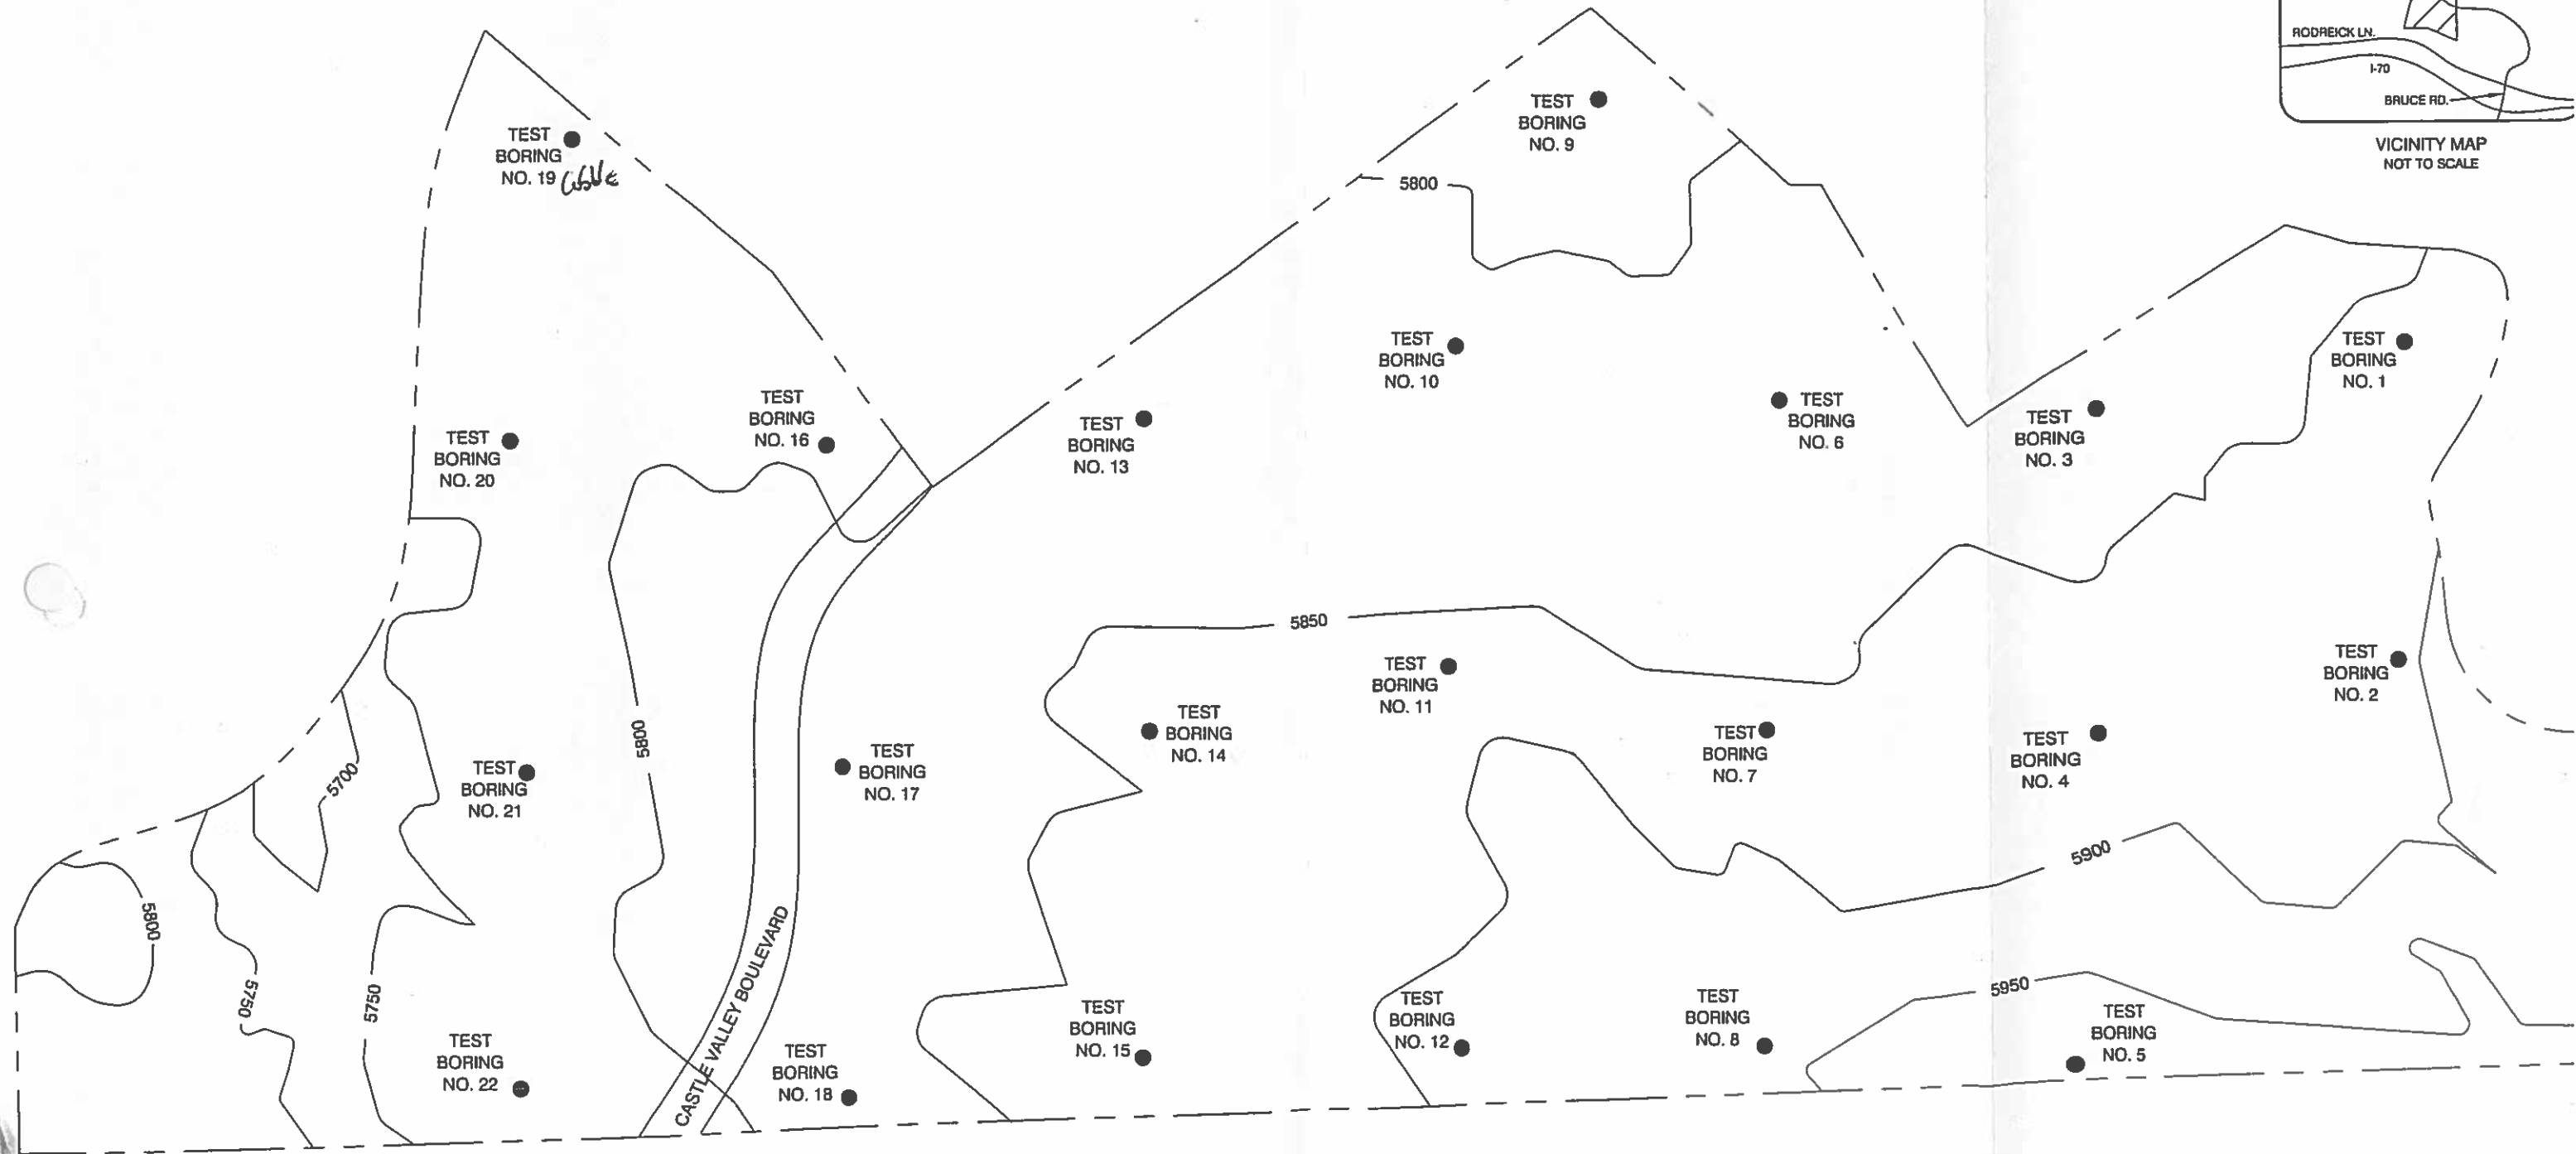 RODREICK LN.
I-70
BRUCE RD.
VICINITY MAP
NOT TO SCALE
TEST
BORING
NO. 9
TEST
BORING
NO. 19
5800
TEST
BORING
NO. 10
TEST
BORING
NO. 1
TEST
BORING
NO. 16
TEST
BORING
NO. 6
TEST
BORING
NO. 3
TEST
BORING
NO. 13
TEST
BORING
NO. 20
5850
TEST
BORING
NO. 11
TEST
BORING
NO. 2
TEST
BORING
NO. 14
TEST
BORING
NO. 7
TEST
BORING
NO. 4
5800
TEST
BORING
NO. 17
TEST
BORING
NO. 21
5700
5900
5800
5750
5750
CASTLE VALLEY BOULEVARD
5950
TEST
BORING
NO. 12
TEST
BORING
NO. 8
TEST
BORING
NO. 15
TEST
BORING
NO. 5
TEST
BORING
NO. 22
TEST
BORING
NO. 18